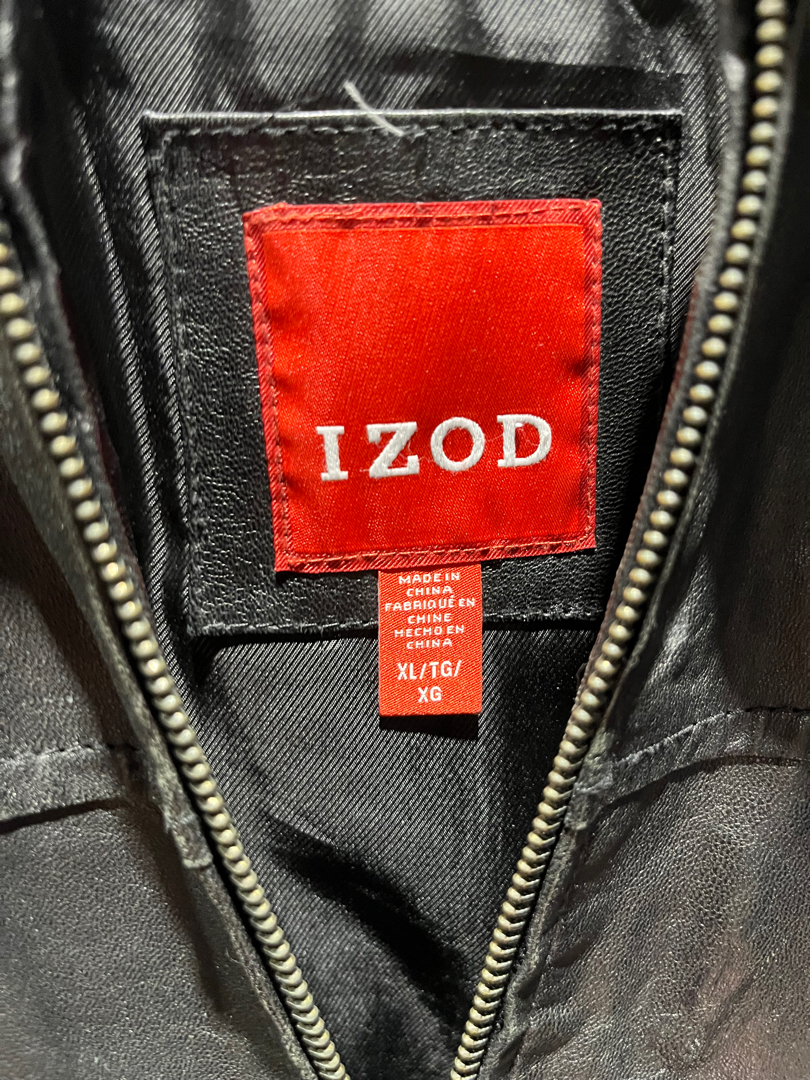 IZOD
MADE IN
CHINA
FABRIQUÉ EN
CHINE
HECHO EN
CHINA
XL/TG/
XG